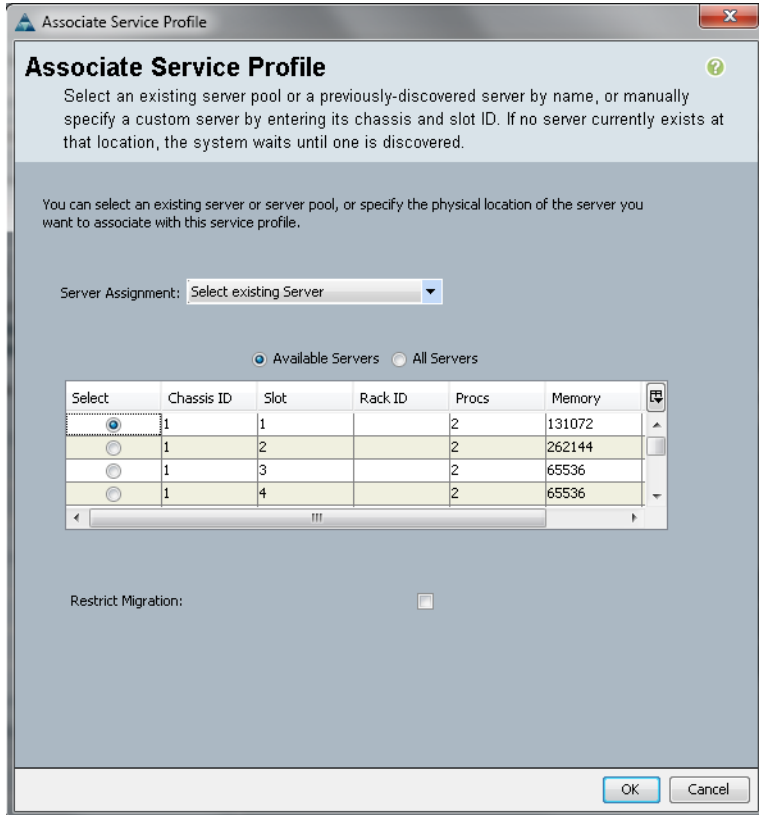 Associate Service Profile
Associate Service Profile
Select an existing server pool or a previously-discovered server by name, or manually
specify a custom server by entering its chassis and slot ID. If no server currently exists at
that location, the system waits until one is discovered.
You can select an existing server or server pool, or specify the physical location of the server you
want to associate with this service profile.
Server Assignment: Select existing Server
Available Servers All Servers
Select Chassis ID Slot Rack ID Procs Memory
1 1 2 131072
1 2 2 262144
1 3 2 65536
1 4 2 65536
Restrict Migration:
OK Cancel